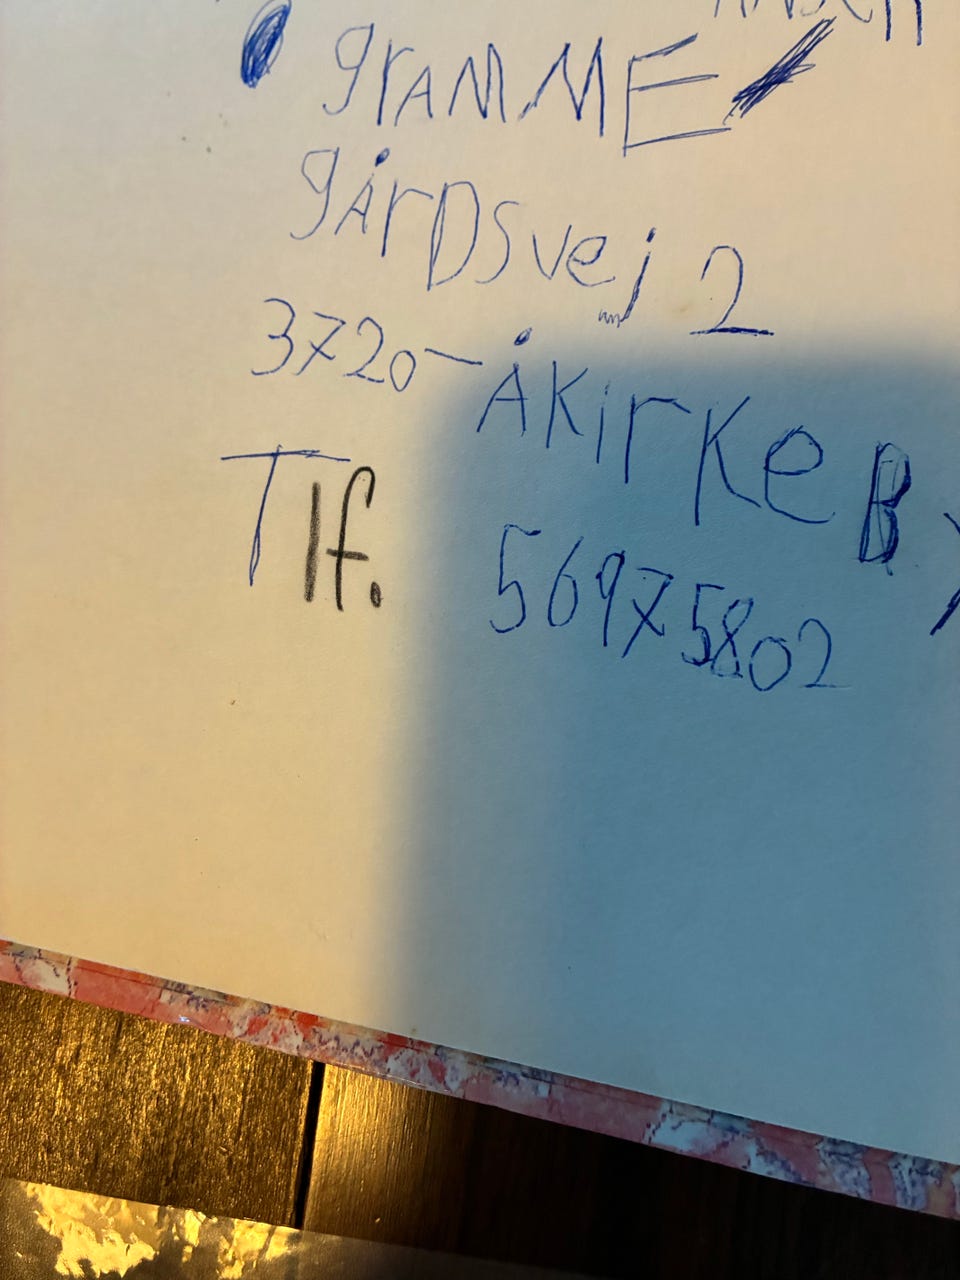 grAMME
gårDsvej 2
3720 - ÅKirKeBy
Tlf. 56975802